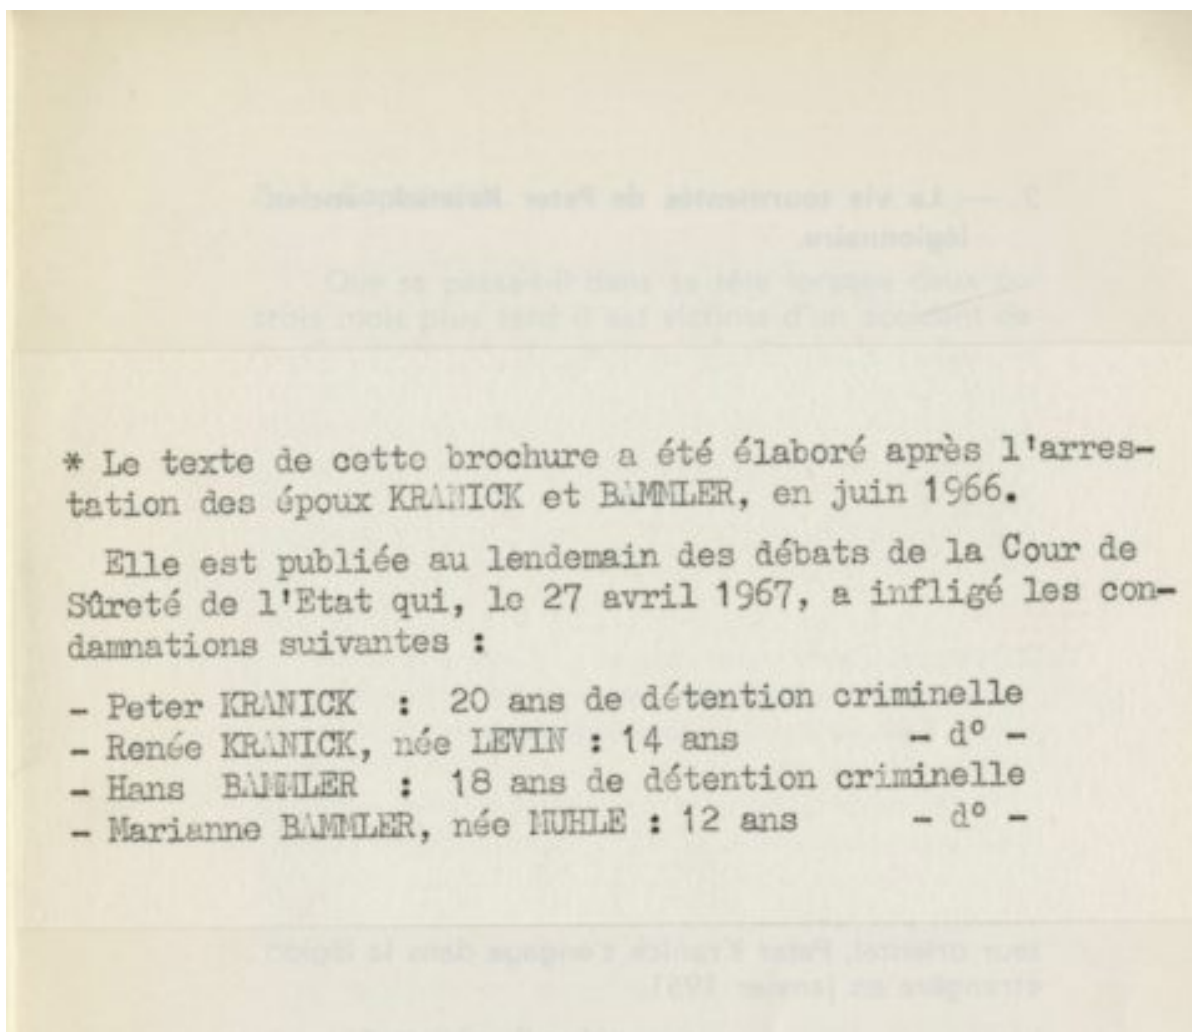 * Le texte de cette brochure a été élaboré après l'arres-
tation des époux KRANICK et BAMMLER, en juin 1966.
Elle est publiée au lendemain des débats de la Cour de
Sûreté de l'Etat qui, le 27 avril 1967, a infligé les con-
damnations suivantes :
- Peter KRANICK : 20 ans de détention criminelle
- Renée KRANICK, née LEVIN : 14 ans - d° -
- Hans BAMMLER : 18 ans de détention criminelle
- Marianne BAMMLER, née MUHLE : 12 ans - d° -